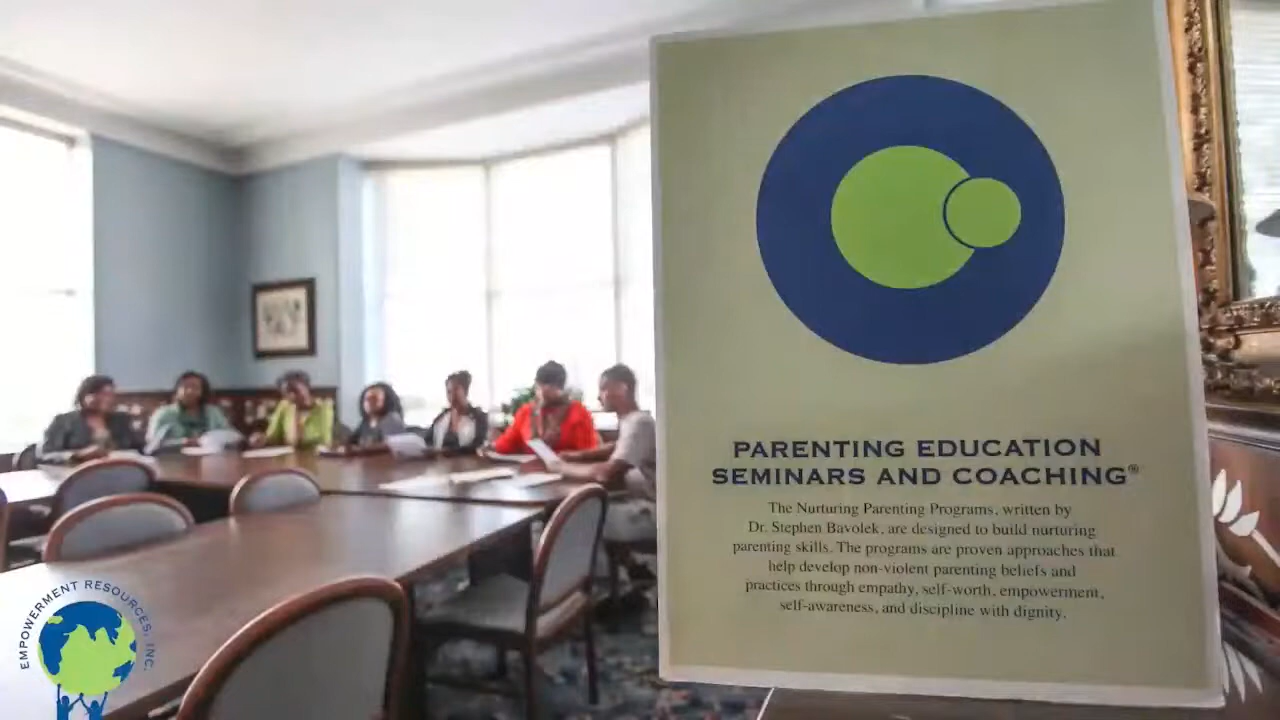 PARENTING EDUCATION
SEMINARS AND COACHING®
The Nurturing Parenting Programs, written by
Dr. Stephen Bavolek, are designed to build nurturing
parenting skills. The programs are proven approaches that
help develop non-violent parenting beliefs and
practices through empathy, self-worth, empowerment,
self-awareness, and discipline with dignity.
EMPOWERMENT RESOURCES, INC.